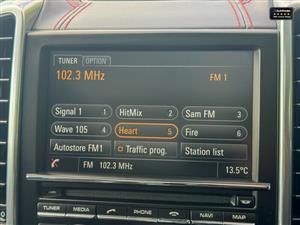 TUNER OPTION
102.3 MHz FM 1
Signal 1 1 HitMix 2 Sam FM 3
Wave 105 4 Heart 5 Fire 6
Autostore FM1 Traffic prog. Station list
FM 102.3 MHz 13.5°C
TUNER PHONE NAVI MAP